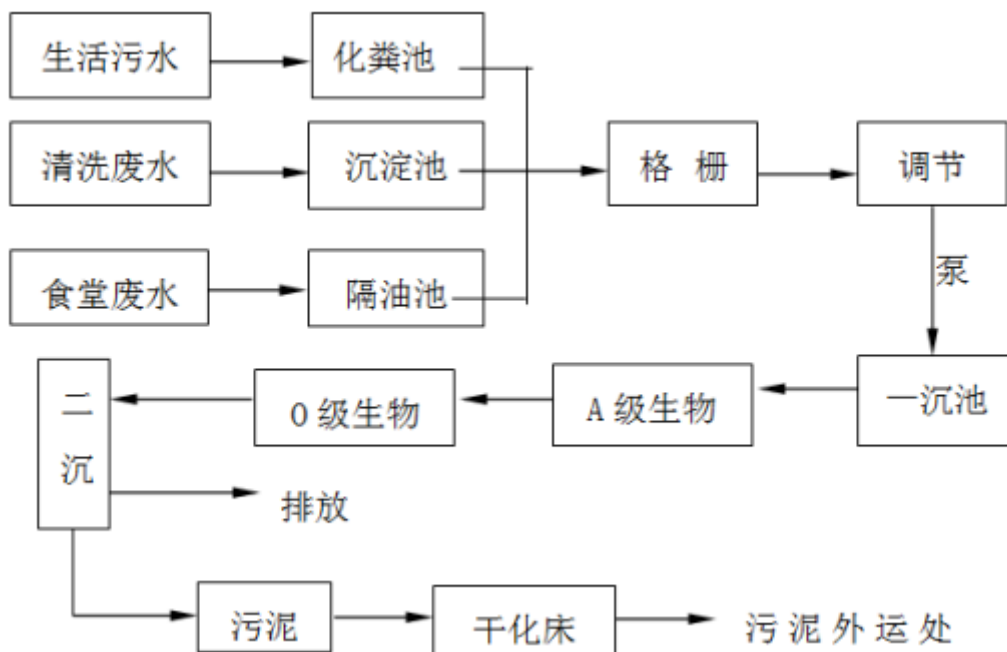 生活污水
化粪池
清洗废水
沉淀池
格 栅
调节
食堂废水
隔油池
泵
二沉
O级生物
A级生物
一沉池
排放
污泥
干化床
污泥外运处